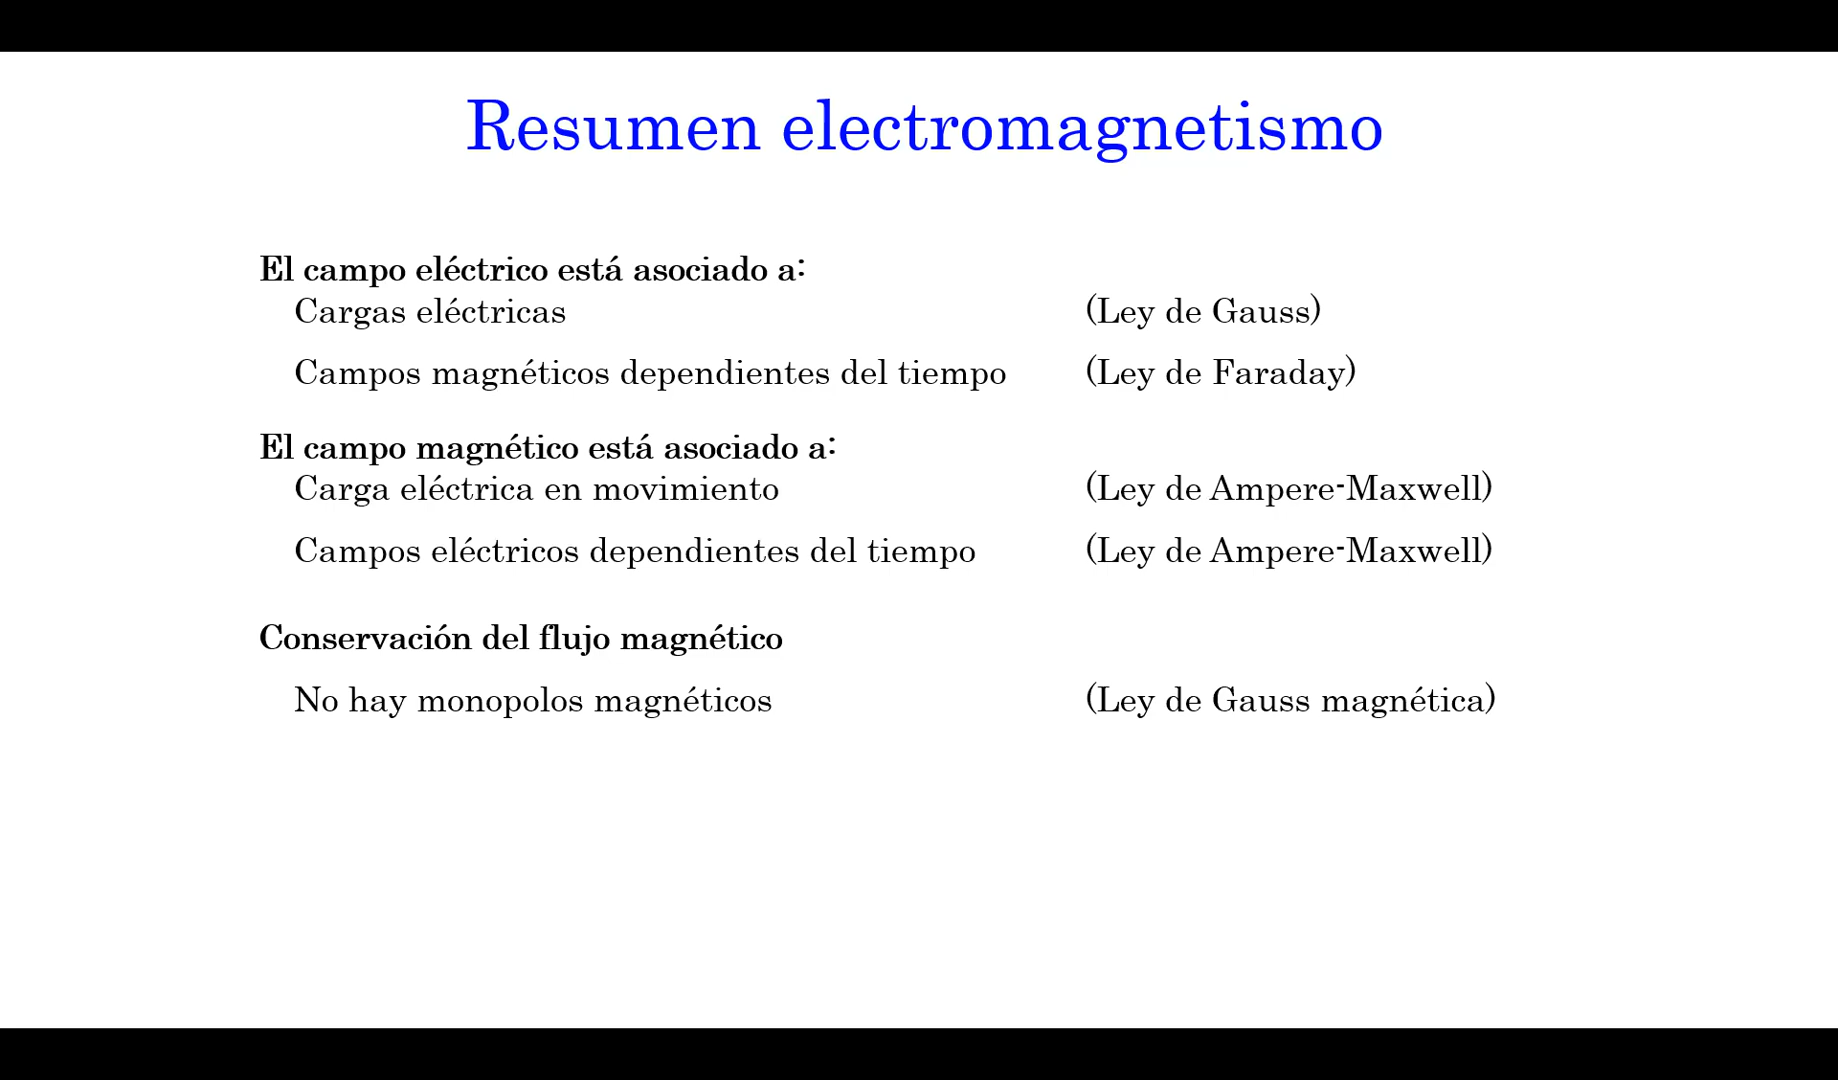 Resumen electromagnetismo
El campo eléctrico está asociado a:
Cargas eléctricas (Ley de Gauss)
Campos magnéticos dependientes del tiempo (Ley de Faraday)
El campo magnético está asociado a:
Carga eléctrica en movimiento (Ley de Ampere-Maxwell)
Campos eléctricos dependientes del tiempo (Ley de Ampere-Maxwell)
Conservación del flujo magnético
No hay monopolos magnéticos (Ley de Gauss magnética)